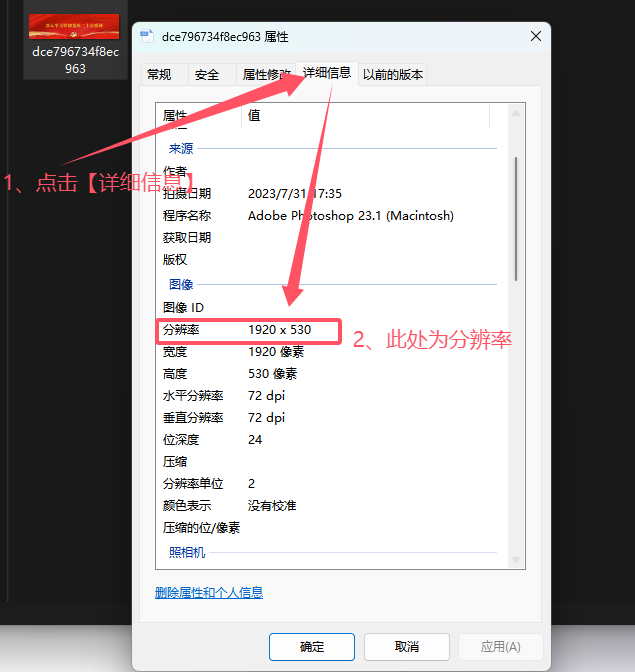 dce796734f8ec
963
dce796734f8ec963 属性
常规
安全
属性修改
详细信息
以前的版本
属性
值
来源
作者
拍摄日期 2023/7/31 17:35
程序名称 Adobe Photoshop 23.1 (Macintosh)
获取日期
版权
图像
图像 ID
分辨率 1920 x 530
宽度 1920 像素
高度 530 像素
水平分辨率 72 dpi
垂直分辨率 72 dpi
位深度 24
压缩
分辨率单位 2
颜色表示 没有校准
压缩的位/像素
照相机
删除属性和个人信息
确定
取消
应用(A)
1、点击【详细信息】
2、此处为分辨率